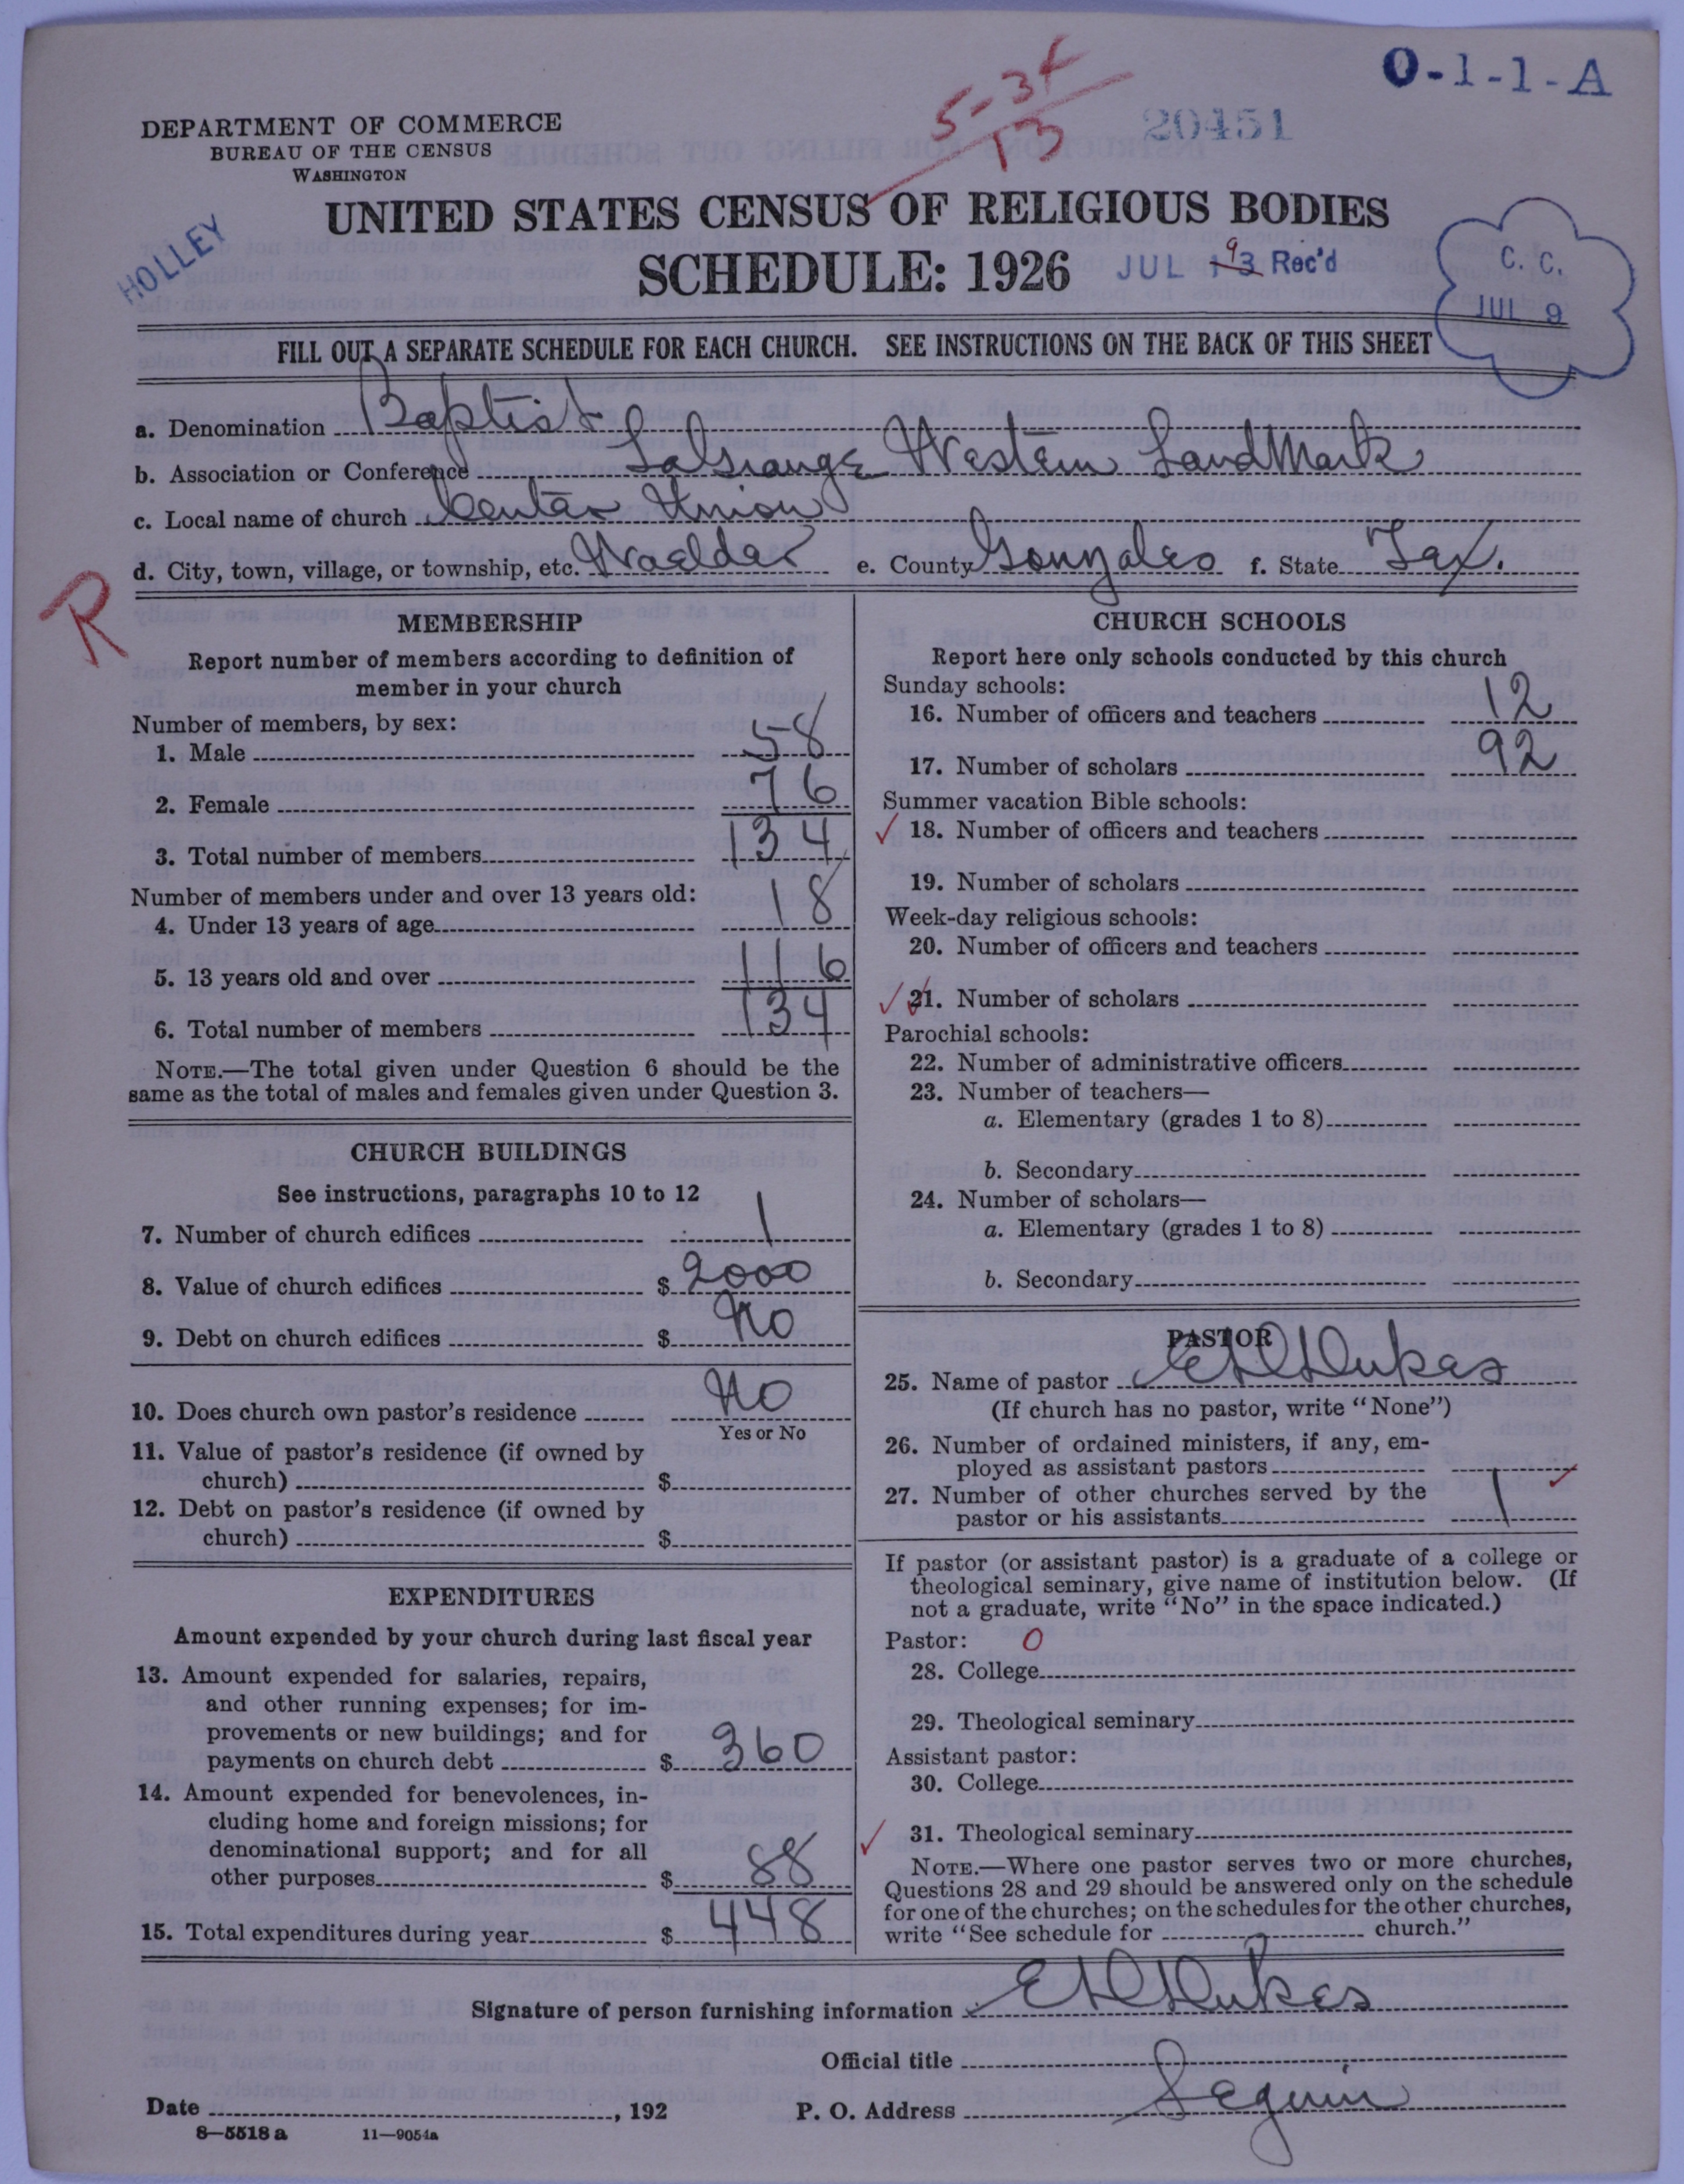 O-1-1-A
5-34
13
20451
DEPARTMENT OF COMMERCE
BUREAU OF THE CENSUS
WASHINGTON
HOLLEY
UNITED STATES CENSUS OF RELIGIOUS BODIES
SCHEDULE: 1926
JUL 13 9 Rec'd
C. C.
JUL 9
FILL OUT A SEPARATE SCHEDULE FOR EACH CHURCH. SEE INSTRUCTIONS ON THE BACK OF THIS SHEET
a. Denomination Baptist
b. Association or Conference LaGrange Western LandMark
c. Local name of church Centar Union
d. City, town, village, or township, etc. Waelder e. County Gonzales f. State Tex.
R
MEMBERSHIP
Report number of members according to definition of
member in your church
Number of members, by sex:
1. Male 58
2. Female 76
3. Total number of members 134
Number of members under and over 13 years old:
4. Under 13 years of age 18
5. 13 years old and over 116
6. Total number of members 134
NOTE.—The total given under Question 6 should be the
same as the total of males and females given under Question 3.
CHURCH BUILDINGS
See instructions, paragraphs 10 to 12
7. Number of church edifices 1
8. Value of church edifices $ 2000
9. Debt on church edifices $ No
10. Does church own pastor's residence No
Yes or No
11. Value of pastor's residence (if owned by
church) $
12. Debt on pastor's residence (if owned by
church) $
EXPENDITURES
Amount expended by your church during last fiscal year
13. Amount expended for salaries, repairs,
and other running expenses; for im-
provements or new buildings; and for
payments on church debt $ 360
14. Amount expended for benevolences, in-
cluding home and foreign missions; for
denominational support; and for all
other purposes $ 88
15. Total expenditures during year $ 448
CHURCH SCHOOLS
Report here only schools conducted by this church
Sunday schools:
16. Number of officers and teachers 12
17. Number of scholars 92
Summer vacation Bible schools:
18. Number of officers and teachers
19. Number of scholars
Week-day religious schools:
20. Number of officers and teachers
21. Number of scholars
Parochial schools:
22. Number of administrative officers
23. Number of teachers—
a. Elementary (grades 1 to 8)
b. Secondary
24. Number of scholars—
a. Elementary (grades 1 to 8)
b. Secondary
PASTOR
25. Name of pastor E H Dukes
(If church has no pastor, write "None")
26. Number of ordained ministers, if any, em-
ployed as assistant pastors
27. Number of other churches served by the
pastor or his assistants 1
If pastor (or assistant pastor) is a graduate of a college or
theological seminary, give name of institution below. (If
not a graduate, write "No" in the space indicated.)
Pastor: 0
28. College
29. Theological seminary
Assistant pastor:
30. College
31. Theological seminary
NOTE.—Where one pastor serves two or more churches,
Questions 28 and 29 should be answered only on the schedule
for one of the churches; on the schedules for the other churches,
write "See schedule for church."
Signature of person furnishing information E H Dukes
Official title
Date , 192 P. O. Address Seguin
8—5518 a 11—9054a